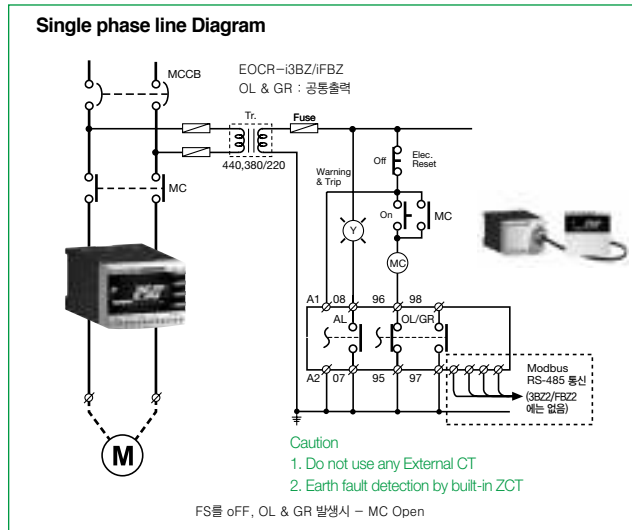 Single phase line Diagram
MCCB
EOCR-i3BZ/iFBZ
OL & GR : 공통출력
Tr.
Fuse
440,380/220
Off
Elec.
Reset
Warning
& Trip
MC
On
MC
Y
MC
A1 08 96 98
AL
OL/GR
A2 07 95 97
Modbus
RS-485 통신
(3BZ2/FBZ2
에는 없음)
M
Caution
1. Do not use any External CT
2. Earth fault detection by built-in ZCT
FS를 oFF, OL & GR 발생시 - MC Open